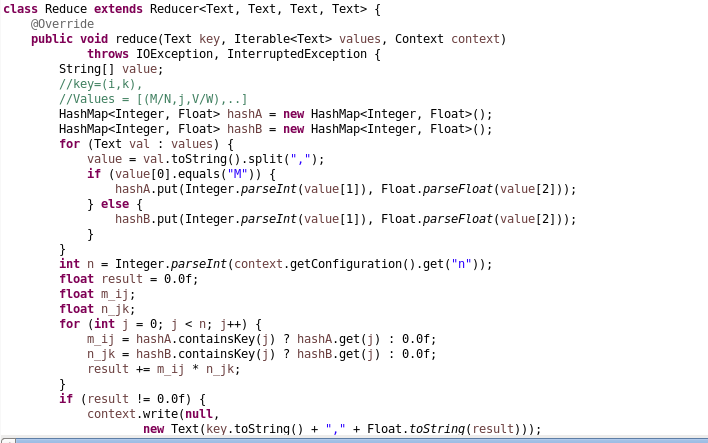 class Reduce extends Reducer<Text, Text, Text, Text> {
    @Override
    public void reduce(Text key, Iterable<Text> values, Context context)
            throws IOException, InterruptedException {
        String[] value;
        //key=(i,k),
        //Values = [(M/N,j,V/W),..]
        HashMap<Integer, Float> hashA = new HashMap<Integer, Float>();
        HashMap<Integer, Float> hashB = new HashMap<Integer, Float>();
        for (Text val : values) {
            value = val.toString().split(",");
            if (value[0].equals("M")) {
                hashA.put(Integer.parseInt(value[1]), Float.parseFloat(value[2]));
            } else {
                hashB.put(Integer.parseInt(value[1]), Float.parseFloat(value[2]));
            }
        }
        int n = Integer.parseInt(context.getConfiguration().get("n"));
        float result = 0.0f;
        float m_ij;
        float n_jk;
        for (int j = 0; j < n; j++) {
            m_ij = hashA.containsKey(j) ? hashA.get(j) : 0.0f;
            n_jk = hashB.containsKey(j) ? hashB.get(j) : 0.0f;
            result += m_ij * n_jk;
        }
        if (result != 0.0f) {
            context.write(null,
                    new Text(key.toString() + "," + Float.toString(result)));